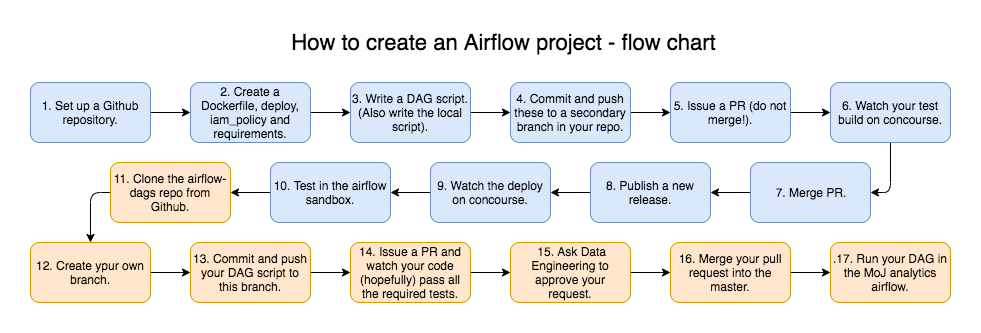 How to create an Airflow project - flow chart
1. Set up a Github
repository.
2. Create a
Dockerfile, deploy,
iam_policy and
requirements.
3. Write a DAG script.
(Also write the local
script).
4. Commit and push
these to a secondary
branch in your repo.
5. Issue a PR (do not
merge!).
6. Watch your test
build on concourse.
7. Merge PR.
8. Publish a new
release.
9. Watch the deploy
on concourse.
10. Test in the airflow
sandbox.
11. Clone the airflow-
dags repo from
Github.
12. Create ypur own
branch.
13. Commit and push
your DAG script to
this branch.
14. Issue a PR and
watch your code
(hopefully) pass all
the required tests.
15. Ask Data
Engineering to
approve your
request.
16. Merge your pull
request into the
master.
.17. Run your DAG in
the MoJ analytics
airflow.